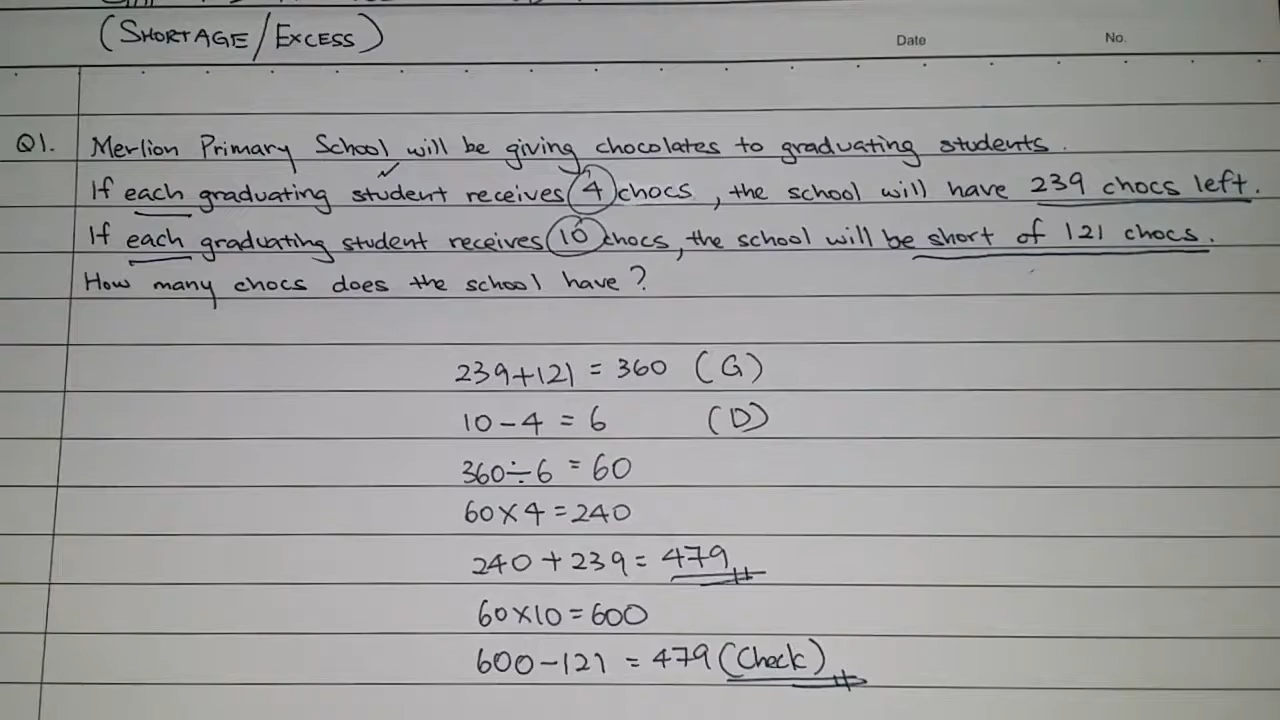 (SHORTAGE/EXCESS)
Date
No.
Q1. Merlion Primary School will be giving chocolates to graduating students.
If each graduating student receives 4 chocs, the school will have 239 chocs left.
If each graduating student receives 10 chocs, the school will be short of 121 chocs.
How many chocs does the school have?
239+121 = 360 (G)
10-4 = 6 (D)
360÷6 = 60
60×4=240
240+239=479
60×10=600
600-121 = 479 (Check)